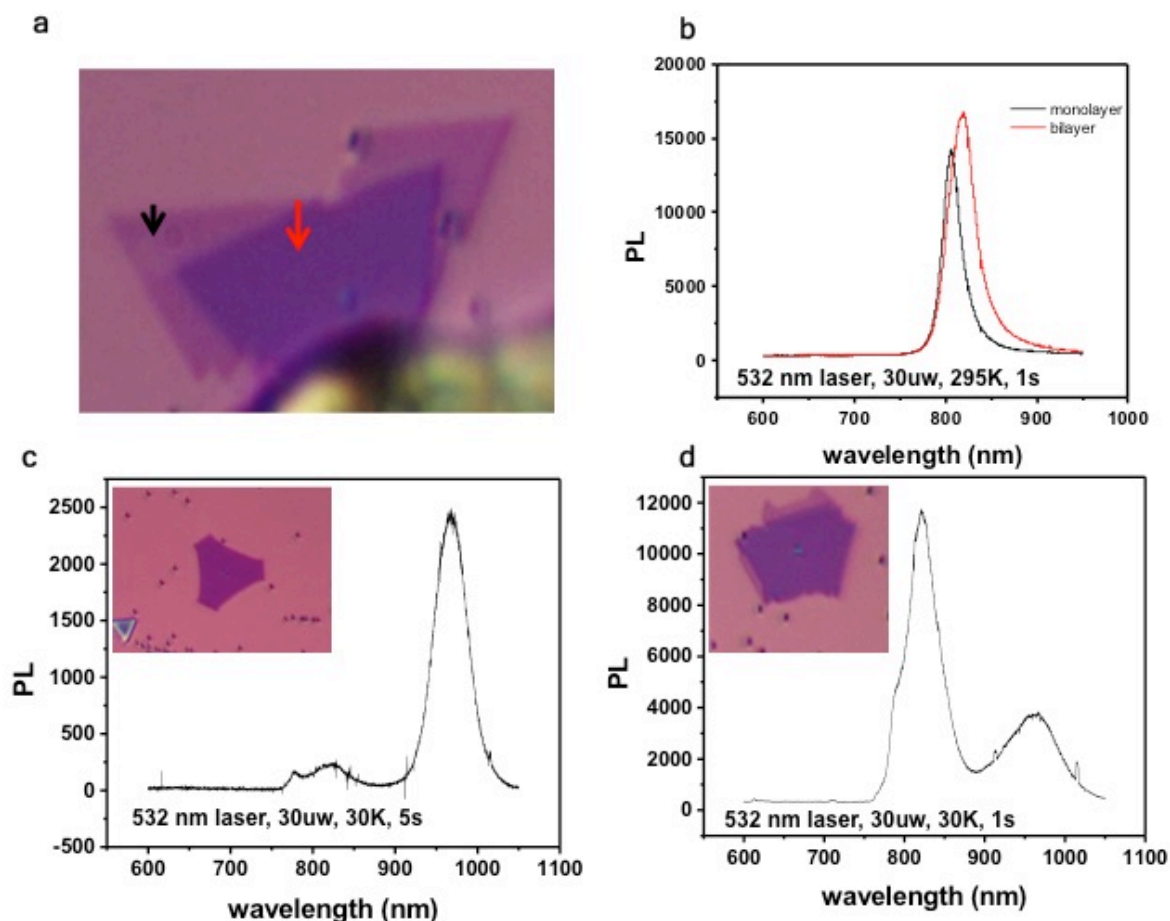 a
b
20000
15000
10000
5000
0
PL
monolayer
bilayer
532 nm laser, 30uw, 295K, 1s
600 700 800 900 1000
wavelength (nm)
c
2500
2000
1500
1000
500
0
-500
PL
532 nm laser, 30uw, 30K, 5s
600 700 800 900 1000 1100
wavelength (nm)
d
12000
10000
8000
6000
4000
2000
0
PL
532 nm laser, 30uw, 30K, 1s
600 700 800 900 1000 1100
wavelength (nm)